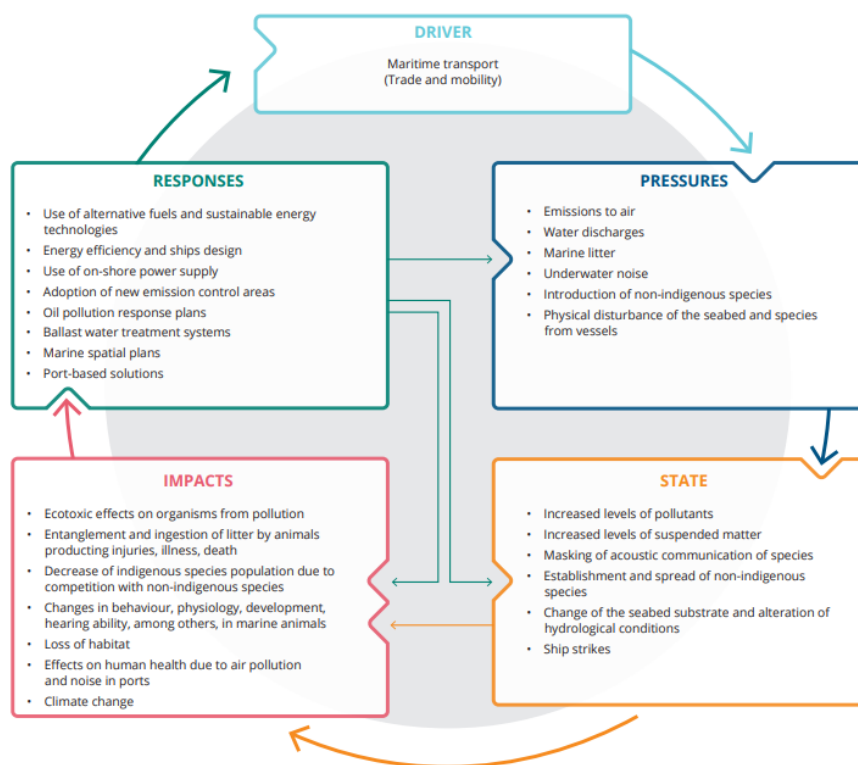 DRIVER
Maritime transport
(Trade and mobility)
RESPONSES
• Use of alternative fuels and sustainable energy
technologies
• Energy efficiency and ships design
• Use of on-shore power supply
• Adoption of new emission control areas
• Oil pollution response plans
• Ballast water treatment systems
• Marine spatial plans
• Port-based solutions
PRESSURES
• Emissions to air
• Water discharges
• Marine litter
• Underwater noise
• Introduction of non-indigenous species
• Physical disturbance of the seabed and species
from vessels
IMPACTS
• Ecotoxic effects on organisms from pollution
• Entanglement and ingestion of litter by animals
producing injuries, illness, death
• Decrease of indigenous species population due to
competition with non-indigenous species
• Changes in behaviour, physiology, development,
hearing ability, among others, in marine animals
• Loss of habitat
• Effects on human health due to air pollution
and noise in ports
• Climate change
STATE
• Increased levels of pollutants
• Increased levels of suspended matter
• Masking of acoustic communication of species
• Establishment and spread of non-indigenous
species
• Change of the seabed substrate and alteration of
hydrological conditions
• Ship strikes